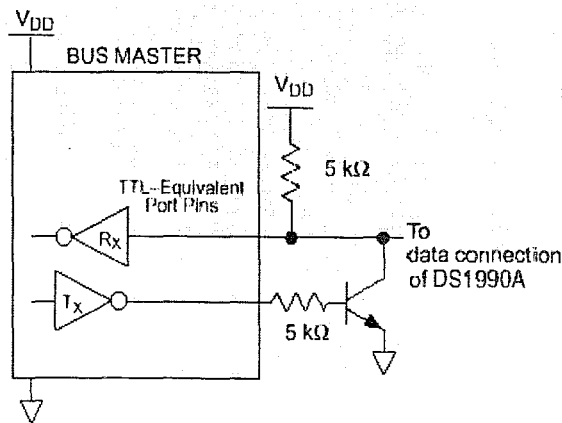 VDD
BUS MASTER
VDD
5 kΩ
TTL-Equivalent
Port Pins
RX
To
data connection
of DS1990A
TX
5 kΩ